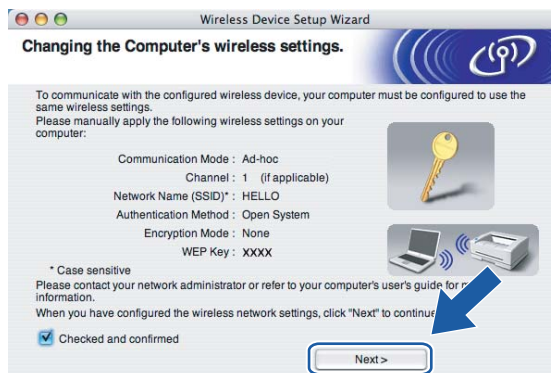 Wireless Device Setup Wizard
Changing the Computer's wireless settings.
To communicate with the configured wireless device, your computer must be configured to use the
same wireless settings.
Please manually apply the following wireless settings on your
computer:
Communication Mode : Ad-hoc
Channel : 1 (if applicable)
Network Name (SSID)* : HELLO
Authentication Method : Open System
Encryption Mode : None
WEP Key : XXXX
* Case sensitive
Please contact your network administrator or refer to your computer's user's guide for
information.
When you have configured the wireless network settings, click "Next" to continue
Checked and confirmed
Next >